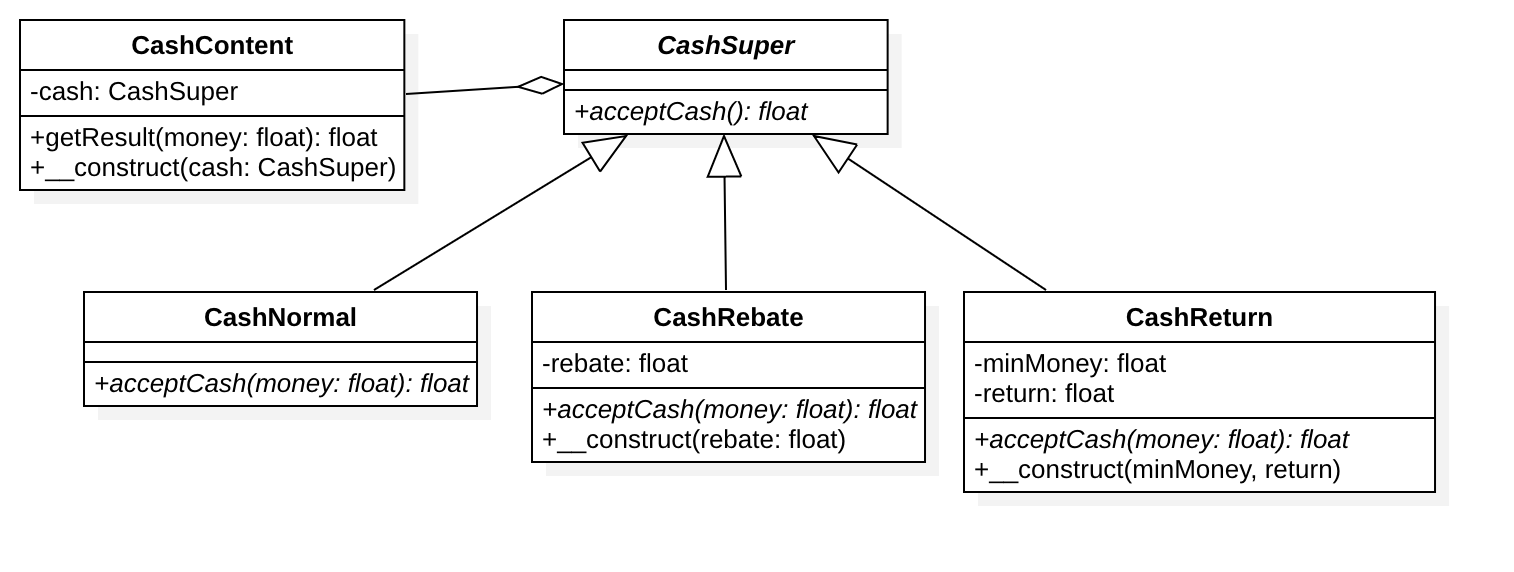 CashContent
-cash: CashSuper
+getResult(money: float): float
+__construct(cash: CashSuper)
CashSuper
+acceptCash(): float
CashNormal
+acceptCash(money: float): float
CashRebate
-rebate: float
+acceptCash(money: float): float
+__construct(rebate: float)
CashReturn
-minMoney: float
-return: float
+acceptCash(money: float): float
+__construct(minMoney, return)